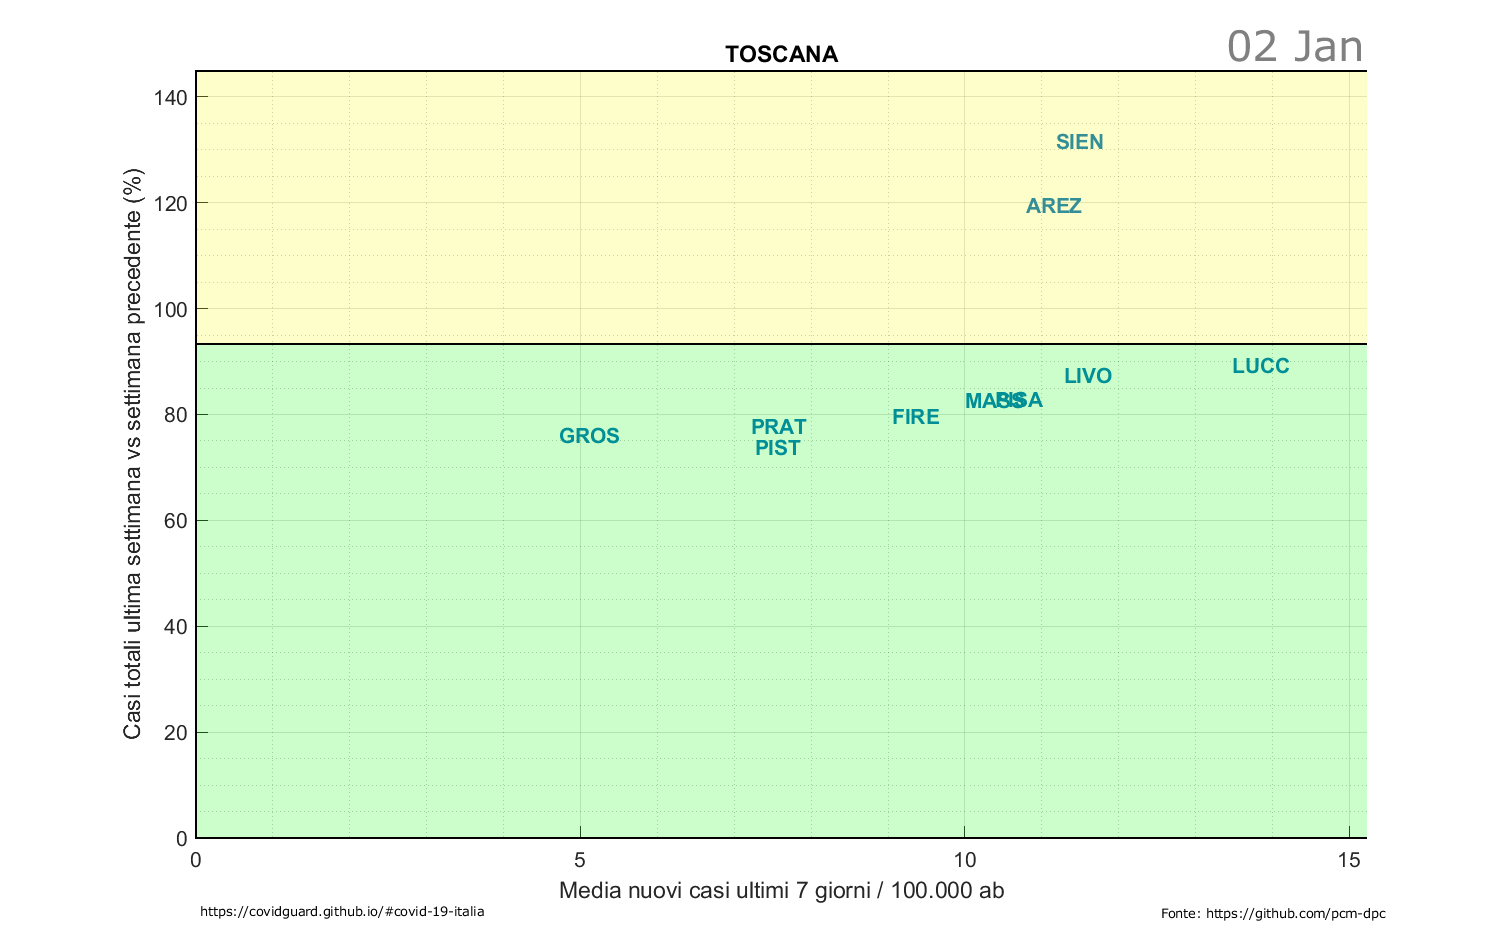 TOSCANA
02 Jan
Casi totali ultima settimana vs settimana precedente (%)
140
120
100
80
60
40
20
0
SIEN
AREZ
LUCC
LIVO
MASS
PISA
FIRE
PRAT
GROS
PIST
0
5
10
15
Media nuovi casi ultimi 7 giorni / 100.000 ab
https://covidguard.github.io/#covid-19-italia
Fonte: https://github.com/pcm-dpc